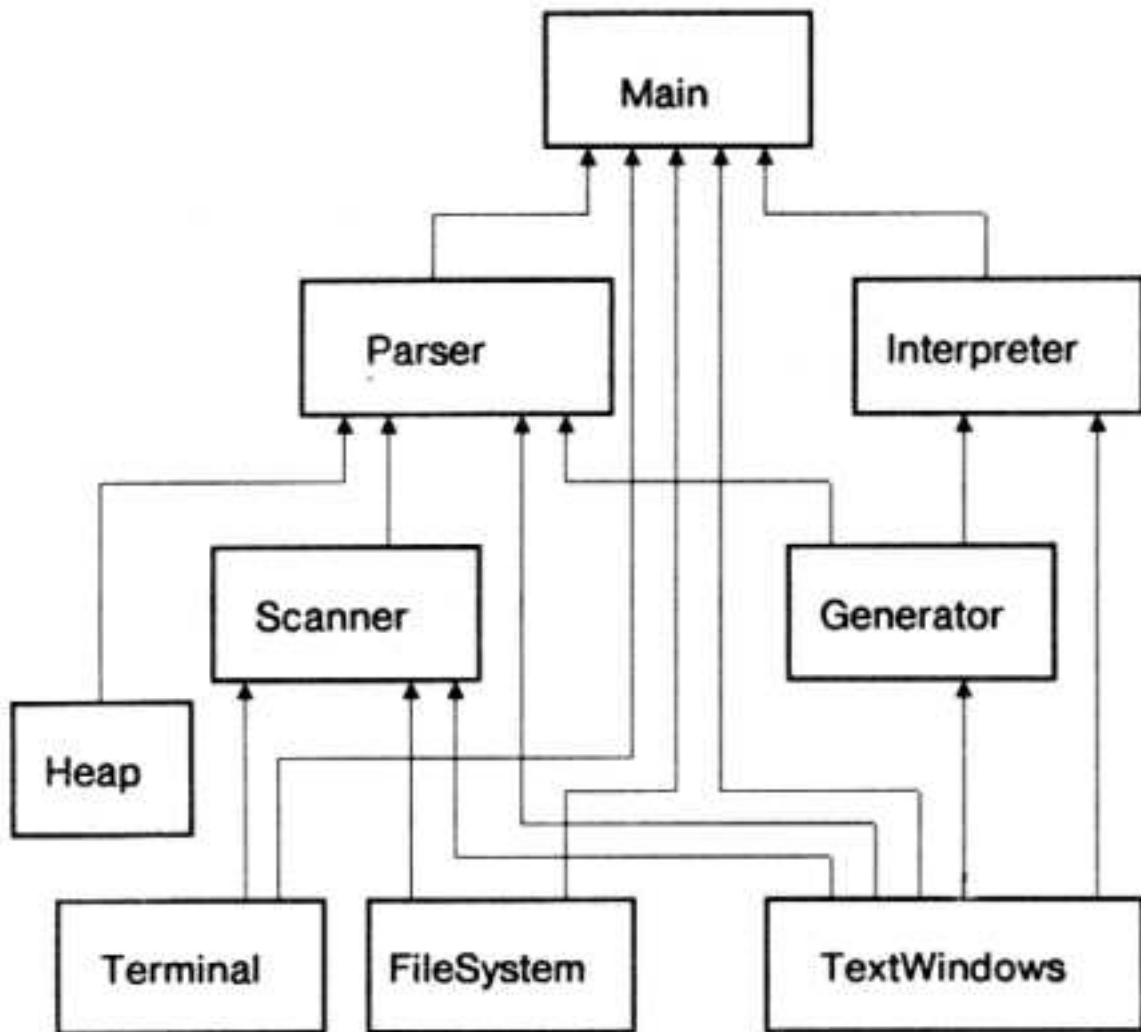 Main
Parser
Interpreter
Scanner
Generator
Heap
Terminal
FileSystem
TextWindows